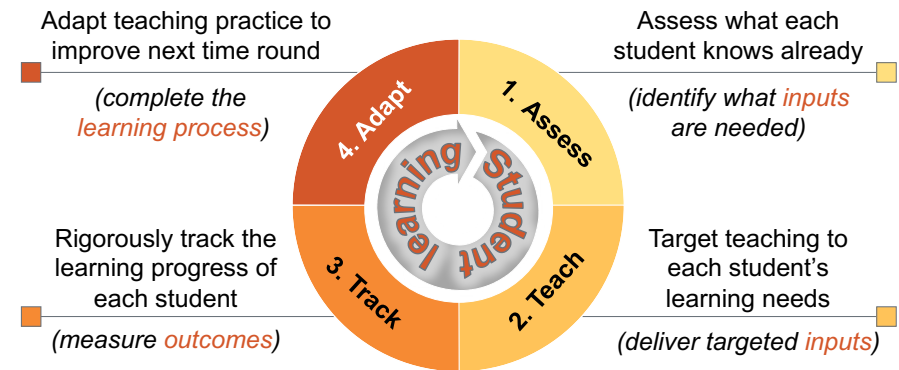 Adapt teaching practice to
improve next time round
(complete the
learning process)
Assess what each
student knows already
(identify what inputs
are needed)
4. Adapt
1. Assess
Student
learning
3. Track
2. Teach
Rigorously track the
learning progress of
each student
(measure outcomes)
Target teaching to
each student’s
learning needs
(deliver targeted inputs)